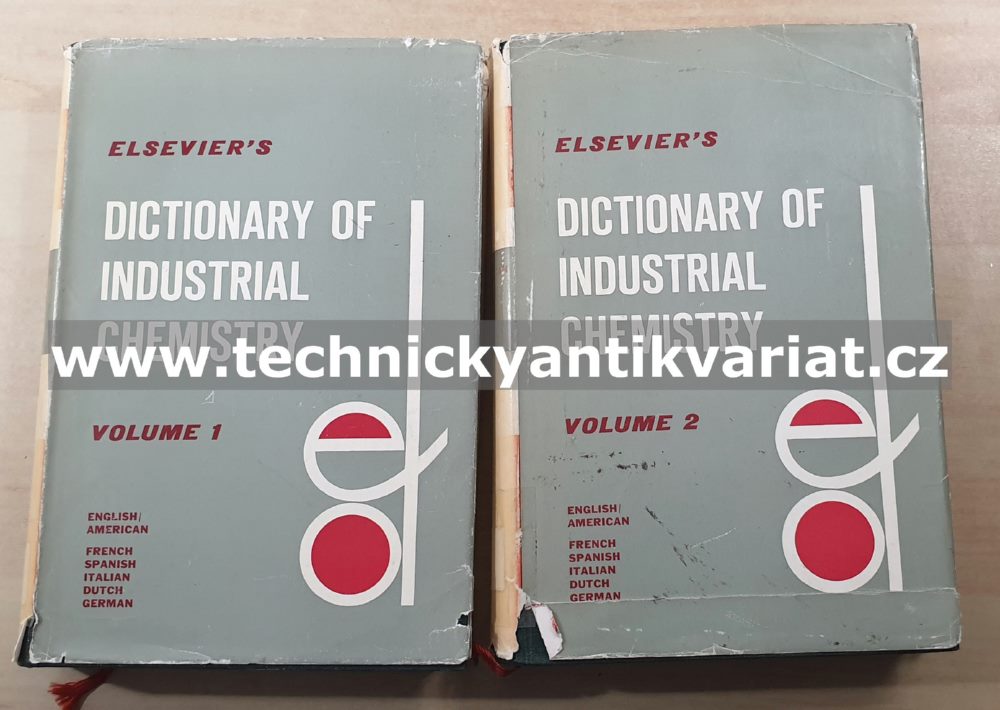 ELSEVIER'S
DICTIONARY OF
INDUSTRIAL
CHEMISTRY
VOLUME 1
ENGLISH/
AMERICAN
FRENCH
SPANISH
ITALIAN
DUTCH
GERMAN
ELSEVIER'S
DICTIONARY OF
INDUSTRIAL
CHEMISTRY
VOLUME 2
ENGLISH/
AMERICAN
FRENCH
SPANISH
ITALIAN
DUTCH
GERMAN
www.technickyantikvariat.cz